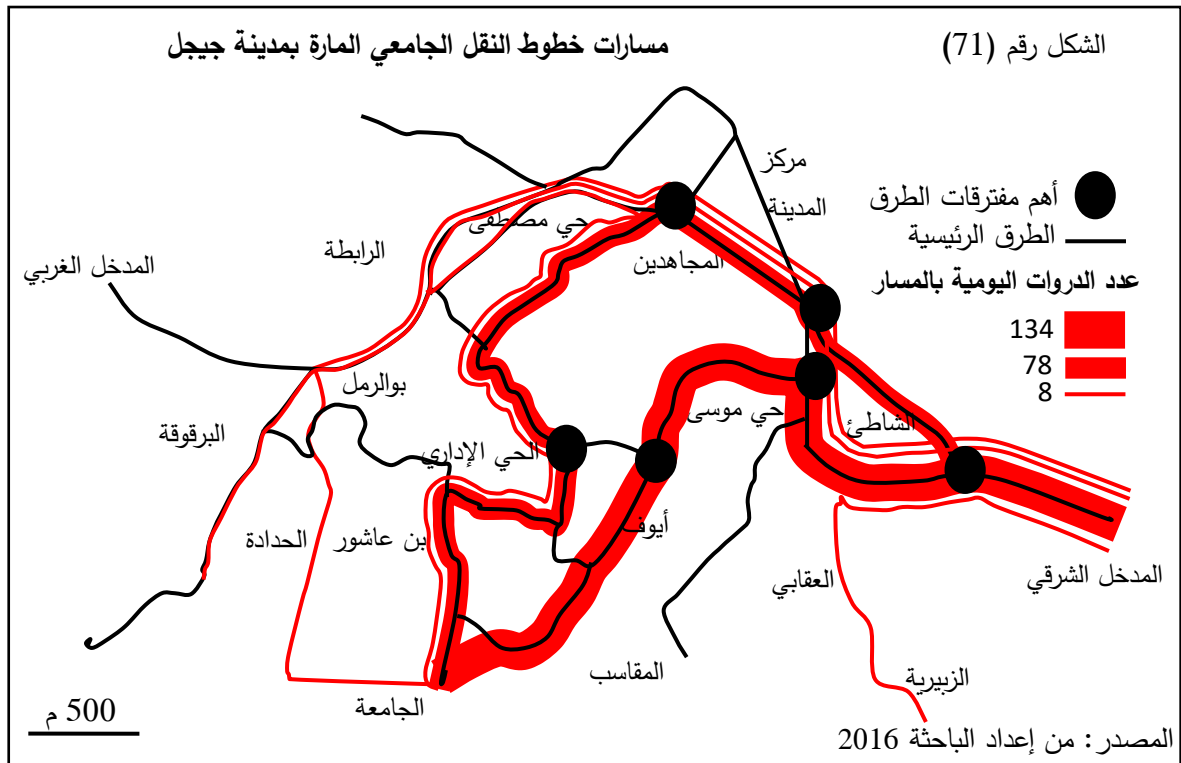 الشكل رقم (71)
مسارات خطوط النقل الجامعي المارة بمدينة جيجل
مركز
المدينة
أهم مفترقات الطرق
الطرق الرئيسية
عدد الدروات اليومية بالمسار
134
78
8
حي مصطفى
الرابطة
المجاهدين
المدخل الغربي
بوالرمل
حي موسى
الشاطئ
البرقوقة
الحي الإداري
أيوف
بن عاشور
الحدادة
العقابي
المدخل الشرقي
المقاسب
الزبيرية
الجامعة
500 م
المصدر: من إعداد الباحثة 2016